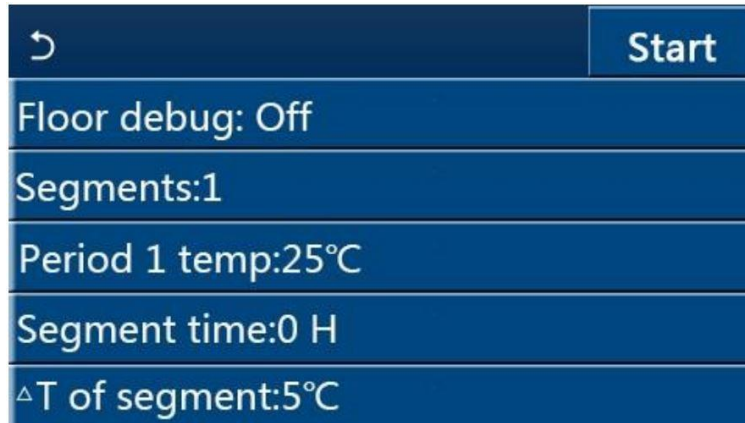 Start
Floor debug: Off
Segments:1
Period 1 temp:25℃
Segment time:0 H
△T of segment:5℃